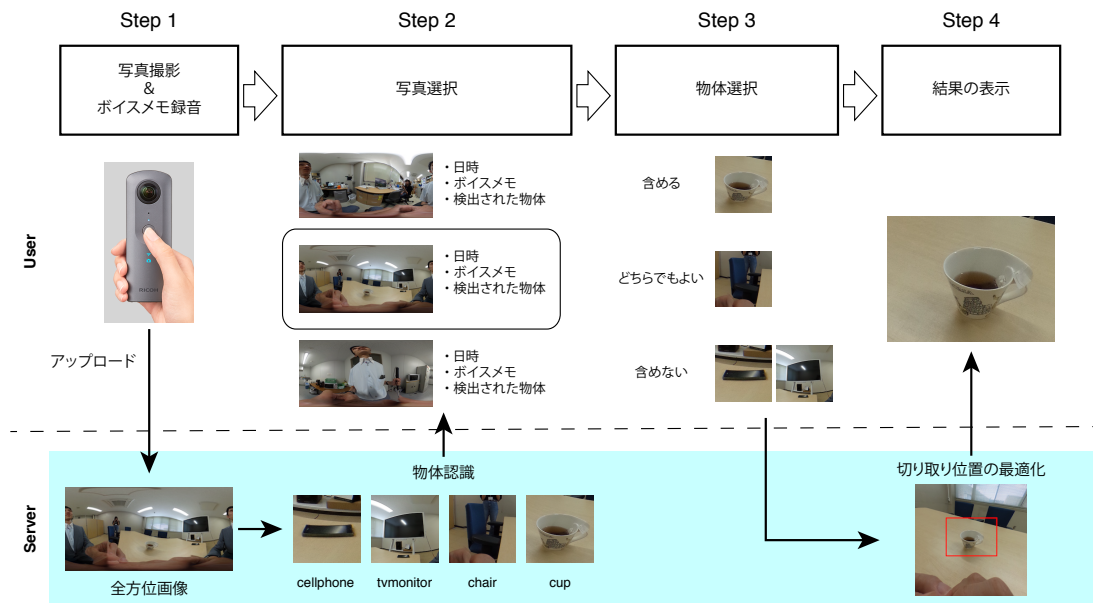 Step 1
Step 2
Step 3
Step 4
写真撮影
&
ボイスメモ録音
写真選択
物体選択
結果の表示
User
RICOH
アップロード
・日時
・ボイスメモ
・検出された物体
・日時
・ボイスメモ
・検出された物体
・日時
・ボイスメモ
・検出された物体
含める
どちらでもよい
含めない
Server
物体認識
切り取り位置の最適化
全方位画像
cellphone
tvmonitor
chair
cup